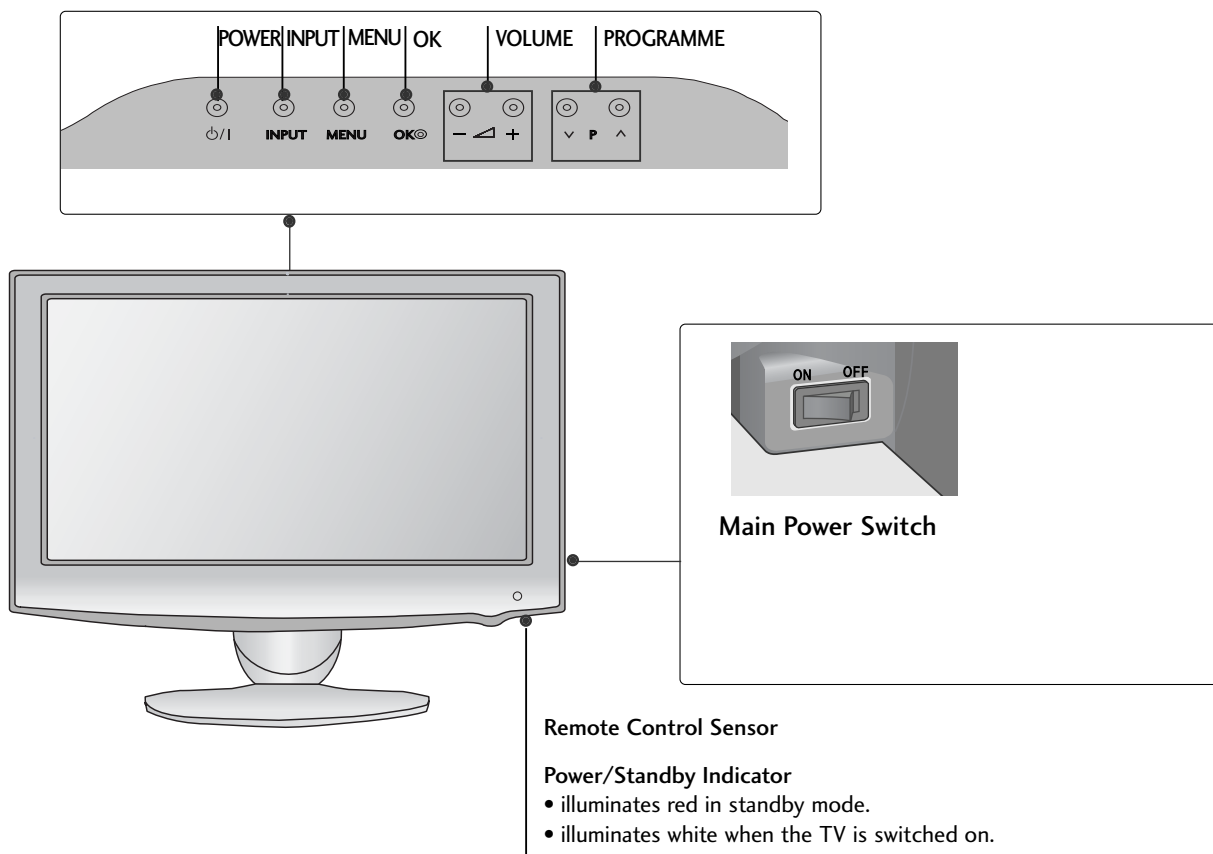 POWER INPUT MENU OK VOLUME PROGRAMME
⏻/I INPUT MENU OK◎ − ◿ + ∨ P ∧
ON OFF
Main Power Switch
Remote Control Sensor
Power/Standby Indicator
• illuminates red in standby mode.
• illuminates white when the TV is switched on.